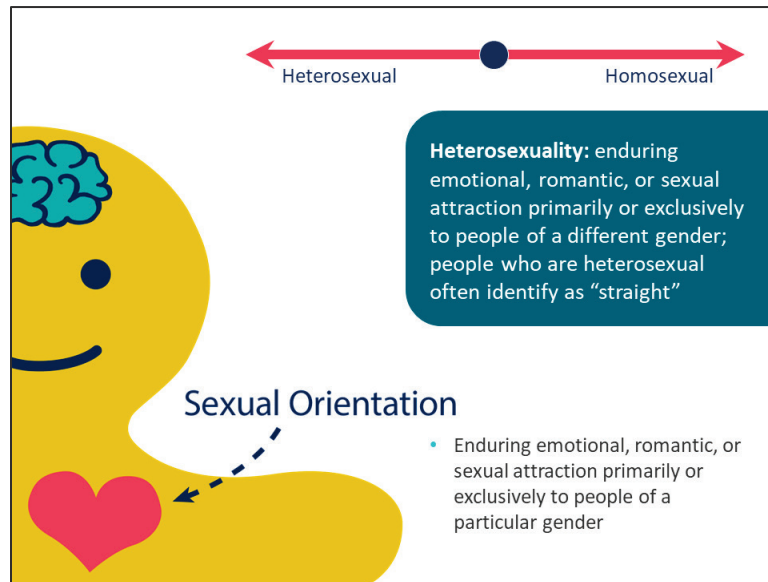 Heterosexual
Homosexual
Heterosexuality: enduring
emotional, romantic, or sexual
attraction primarily or exclusively
to people of a different gender;
people who are heterosexual
often identify as “straight”
Sexual Orientation
• Enduring emotional, romantic, or
sexual attraction primarily or
exclusively to people of a
particular gender